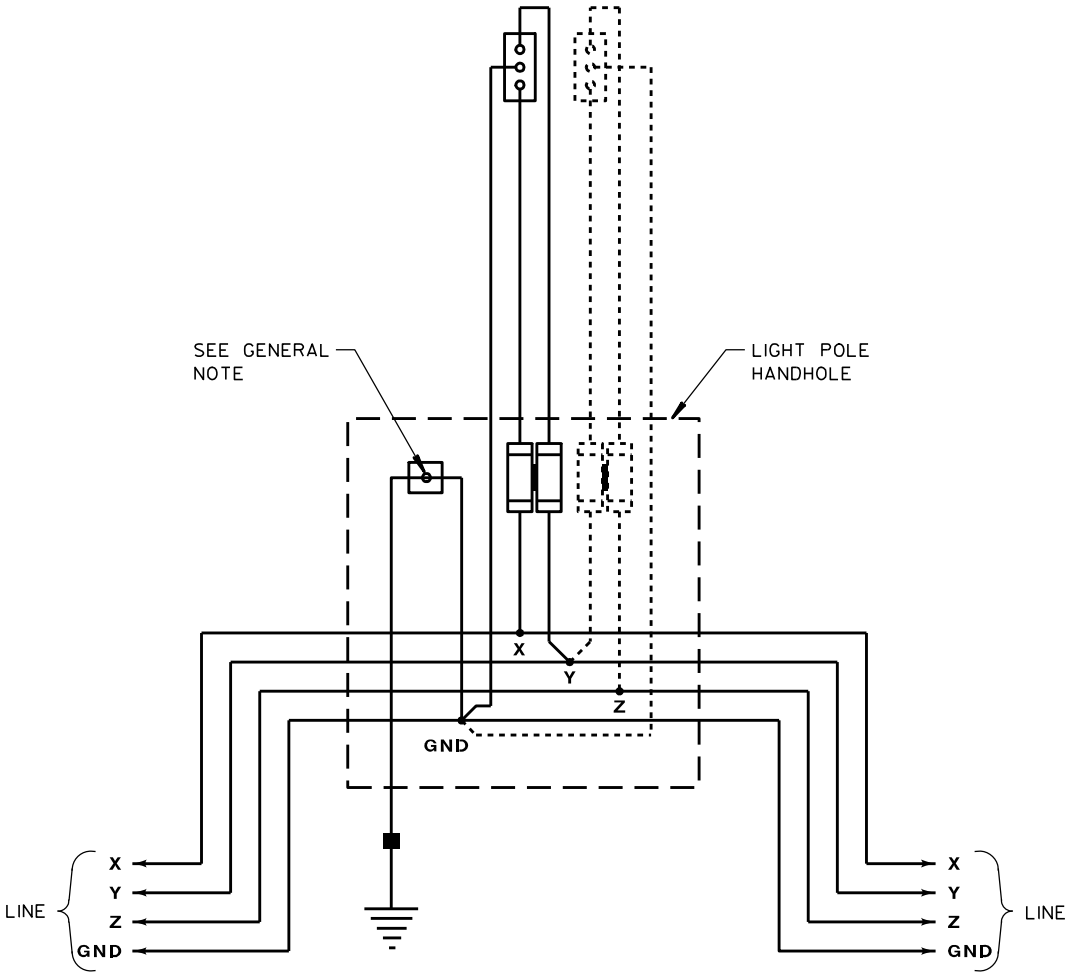 SEE GENERAL
NOTE
LIGHT POLE
HANDHOLE
X
Y
Z
GND
LINE
X
Y
Z
GND
X
Y
Z
GND
LINE